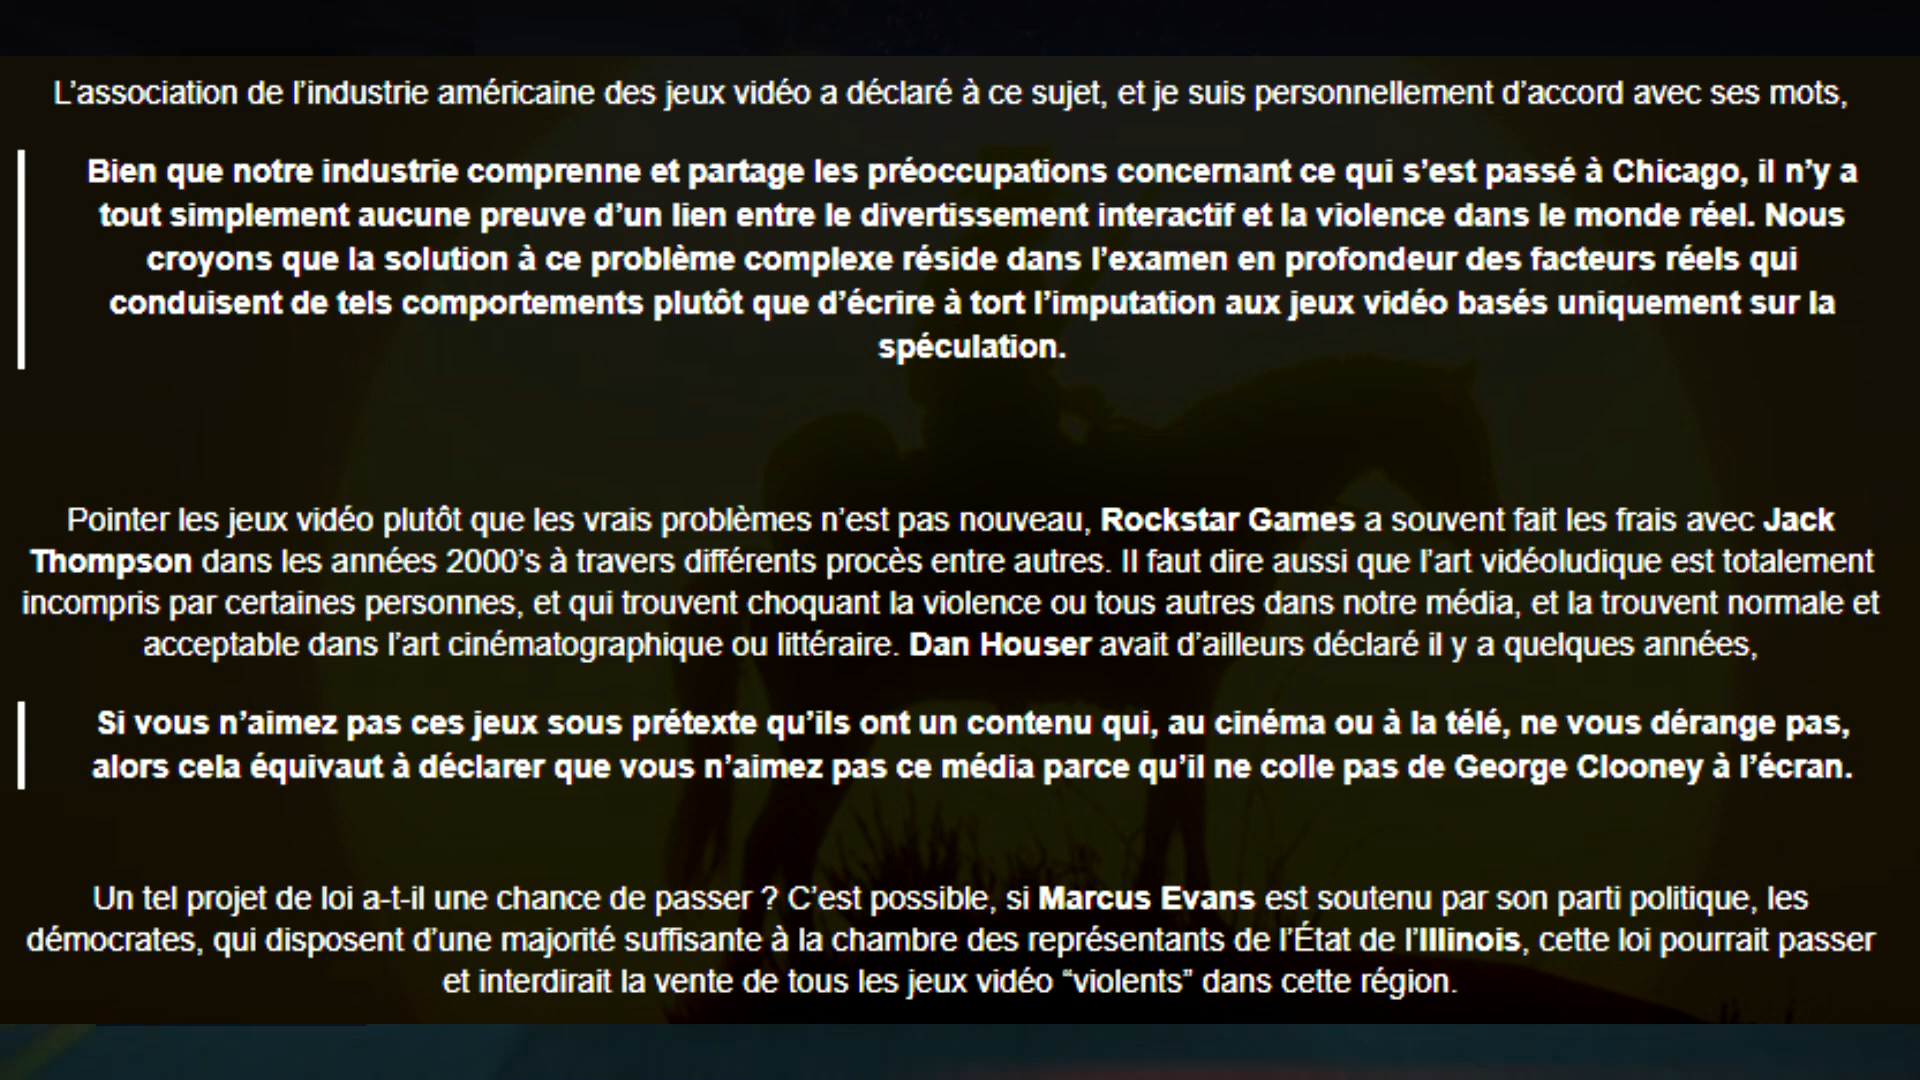 L’association de l’industrie américaine des jeux vidéo a déclaré à ce sujet, et je suis personnellement d’accord avec ses mots,
Bien que notre industrie comprenne et partage les préoccupations concernant ce qui s’est passé à Chicago, il n’y a
tout simplement aucune preuve d’un lien entre le divertissement interactif et la violence dans le monde réel. Nous
croyons que la solution à ce problème complexe réside dans l’examen en profondeur des facteurs réels qui
conduisent de tels comportements plutôt que d’écrire à tort l’imputation aux jeux vidéo basés uniquement sur la
spéculation.
Pointer les jeux vidéo plutôt que les vrais problèmes n’est pas nouveau, Rockstar Games a souvent fait les frais avec Jack
Thompson dans les années 2000’s à travers différents procès entre autres. Il faut dire aussi que l’art vidéoludique est totalement
incompris par certaines personnes, et qui trouvent choquant la violence ou tous autres dans notre média, et la trouvent normale et
acceptable dans l’art cinématographique ou littéraire. Dan Houser avait d’ailleurs déclaré il y a quelques années,
Si vous n’aimez pas ces jeux sous prétexte qu’ils ont un contenu qui, au cinéma ou à la télé, ne vous dérange pas,
alors cela équivaut à déclarer que vous n’aimez pas ce média parce qu’il ne colle pas de George Clooney à l’écran.
Un tel projet de loi a-t-il une chance de passer ? C’est possible, si Marcus Evans est soutenu par son parti politique, les
démocrates, qui disposent d’une majorité suffisante à la chambre des représentants de l’État de l’Illinois, cette loi pourrait passer
et interdirait la vente de tous les jeux vidéo “violents” dans cette région.